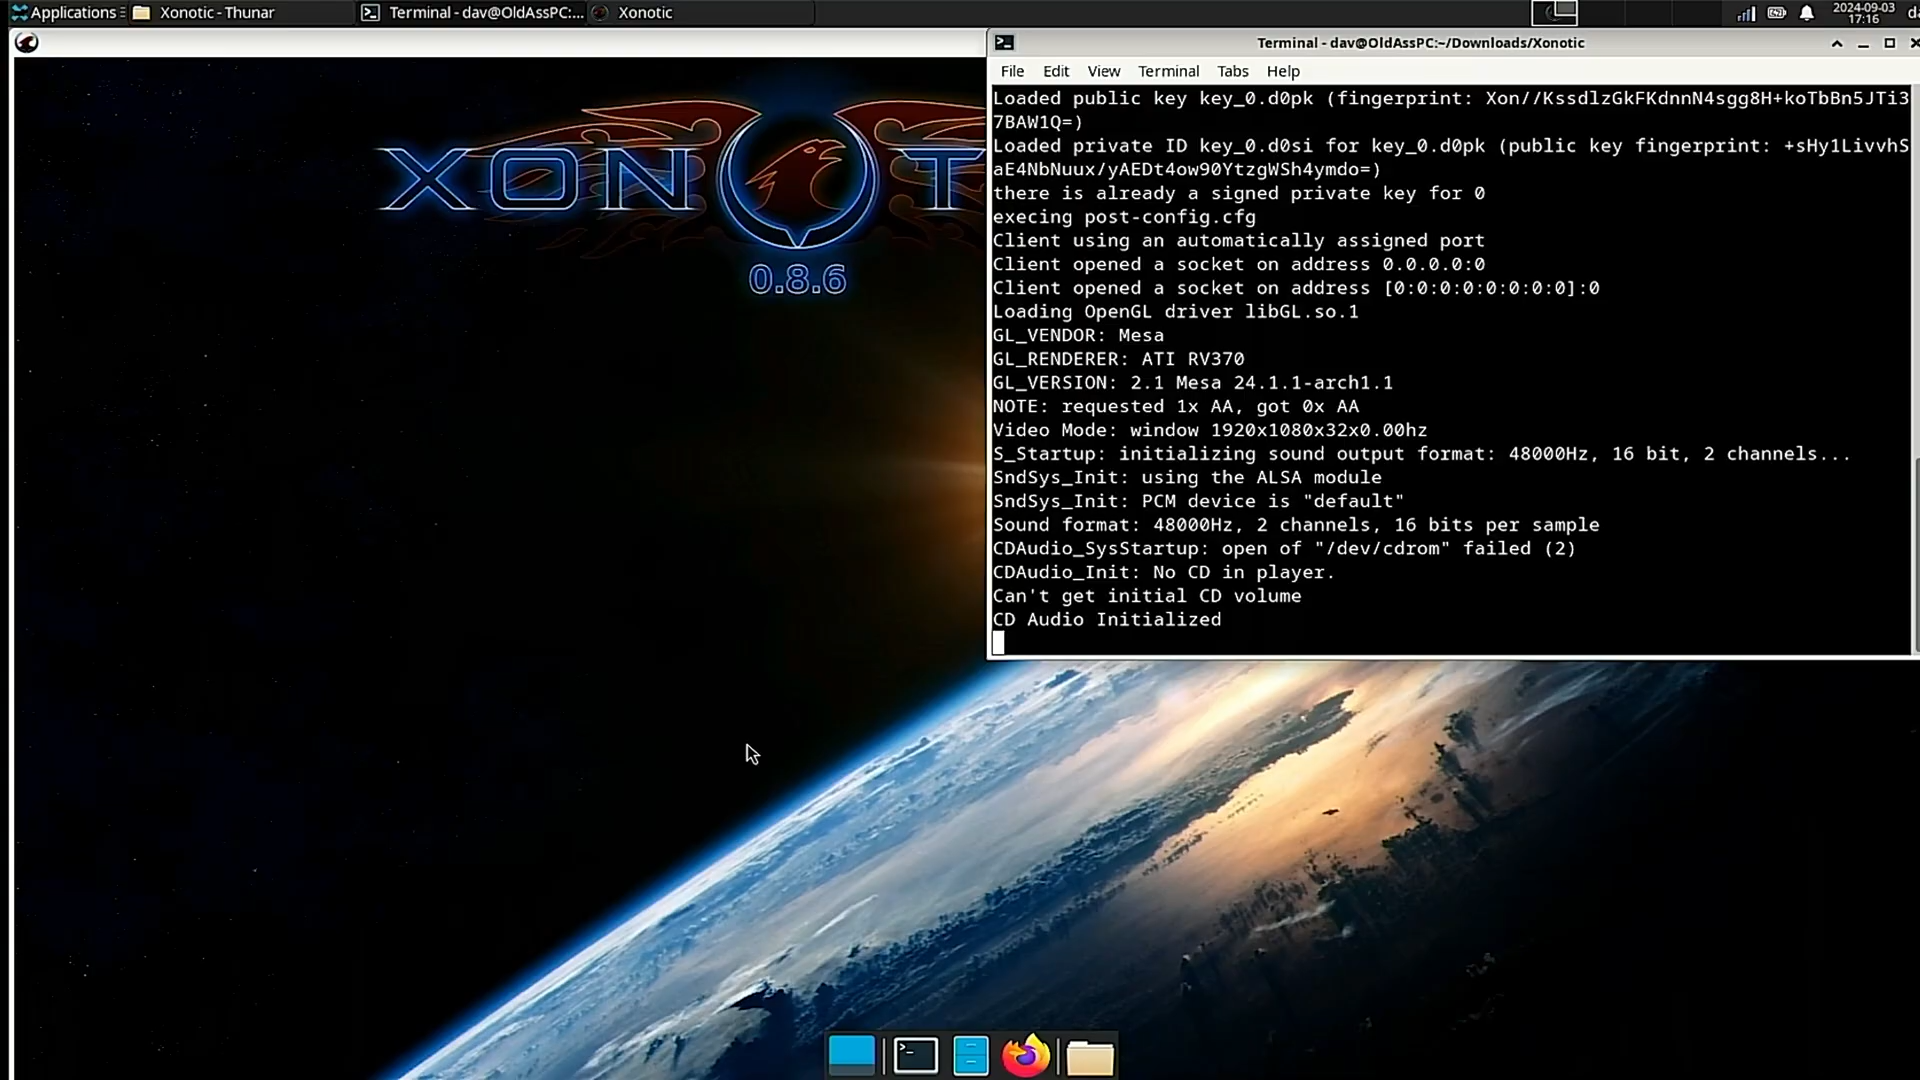 Applications
Xonotic - Thunar
Terminal - dav@OldAssPC:...
Xonotic
2024-09-03
17:16
da
Terminal - dav@OldAssPC:~/Downloads/Xonotic
File Edit View Terminal Tabs Help
Loaded public key key_0.d0pk (fingerprint: Xon//KssdlzGkFKdnnN4sgg8H+koTbBn5JTi3
7BAW1Q=)
Loaded private ID key_0.d0si for key_0.d0pk (public key fingerprint: +sHy1LivvhS
aE4NbNuux/yAEDt4ow90YtzgWSh4ymdo=)
there is already a signed private key for 0
execing post-config.cfg
Client using an automatically assigned port
Client opened a socket on address 0.0.0.0:0
Client opened a socket on address [0:0:0:0:0:0:0:0]:0
Loading OpenGL driver libGL.so.1
GL_VENDOR: Mesa
GL_RENDERER: ATI RV370
GL_VERSION: 2.1 Mesa 24.1.1-arch1.1
NOTE: requested 1x AA, got 0x AA
Video Mode: window 1920x1080x32x0.00hz
S_Startup: initializing sound output format: 48000Hz, 16 bit, 2 channels...
SndSys_Init: using the ALSA module
SndSys_Init: PCM device is "default"
Sound format: 48000Hz, 2 channels, 16 bits per sample
CDAudio_SysStartup: open of "/dev/cdrom" failed (2)
CDAudio_Init: No CD in player.
Can't get initial CD volume
CD Audio Initialized
XONOT
0.8.6